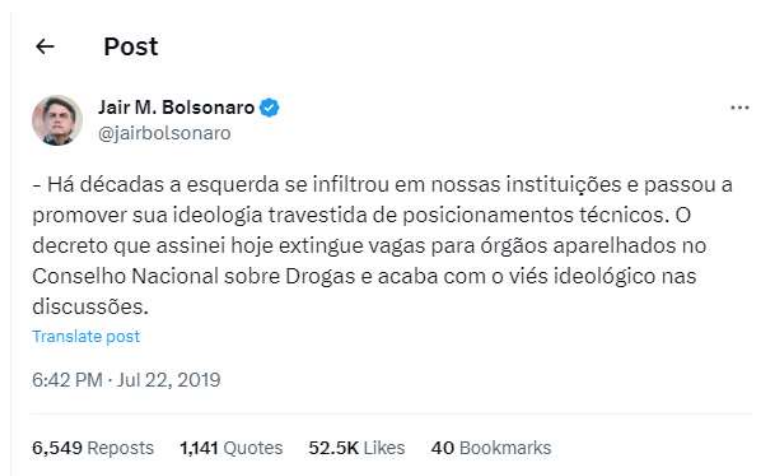 ← Post
Jair M. Bolsonaro
@jairbolsonaro
- Há décadas a esquerda se infiltrou em nossas instituições e passou a
promover sua ideologia travestida de posicionamentos técnicos. O
decreto que assinei hoje extingue vagas para órgãos aparelhados no
Conselho Nacional sobre Drogas e acaba com o viés ideológico nas
discussões.
Translate post
6:42 PM · Jul 22, 2019
6,549 Reposts 1,141 Quotes 52.5K Likes 40 Bookmarks